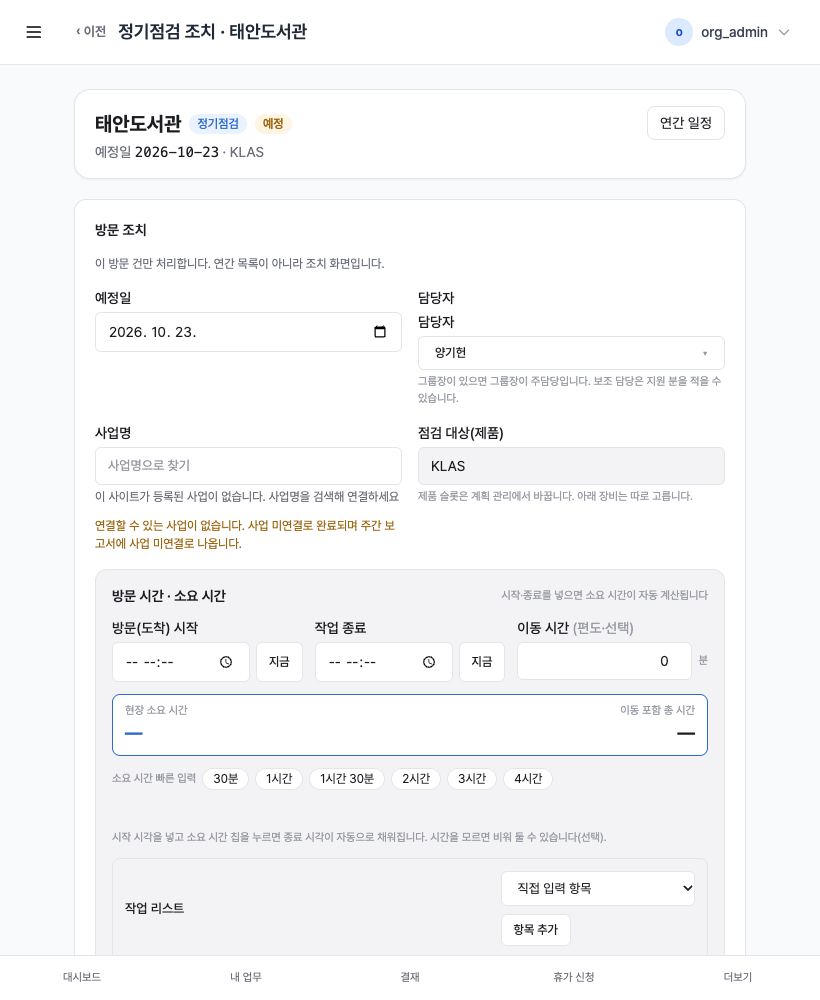 ‹ 이전 정기점검 조치 · 태안도서관
o org_admin
태안도서관 정기점검 예정
연간 일정
예정일 2026-10-23 · KLAS
방문 조치
이 방문 건만 처리합니다. 연간 목록이 아니라 조치 화면입니다.
예정일
2026. 10. 23.
담당자
담당자
양기헌
그룹장이 있으면 그룹장이 주담당입니다. 보조 담당은 지원 분을 적을 수
있습니다.
사업명
사업명으로 찾기
이 사이트가 등록된 사업이 없습니다. 사업명을 검색해 연결하세요
연결할 수 있는 사업이 없습니다. 사업 미연결로 완료되며 주간 보
고서에 사업 미연결로 나옵니다.
점검 대상(제품)
KLAS
제품 슬롯은 계획 관리에서 바꿉니다. 아래 장비는 따로 고릅니다.
방문 시간 · 소요 시간
시작·종료를 넣으면 소요 시간이 자동 계산됩니다
방문(도착) 시작
-- --:--
지금
작업 종료
-- --:--
지금
이동 시간 (편도·선택)
0 분
현장 소요 시간
—
이동 포함 총 시간
—
소요 시간 빠른 입력 30분 1시간 1시간 30분 2시간 3시간 4시간
시작 시각을 넣고 소요 시간 칩을 누르면 종료 시각이 자동으로 채워집니다. 시간을 모르면 비워 둘 수 있습니다(선택).
작업 리스트
직접 입력 항목
항목 추가
대시보드 내 업무 결재 휴가 신청 더보기